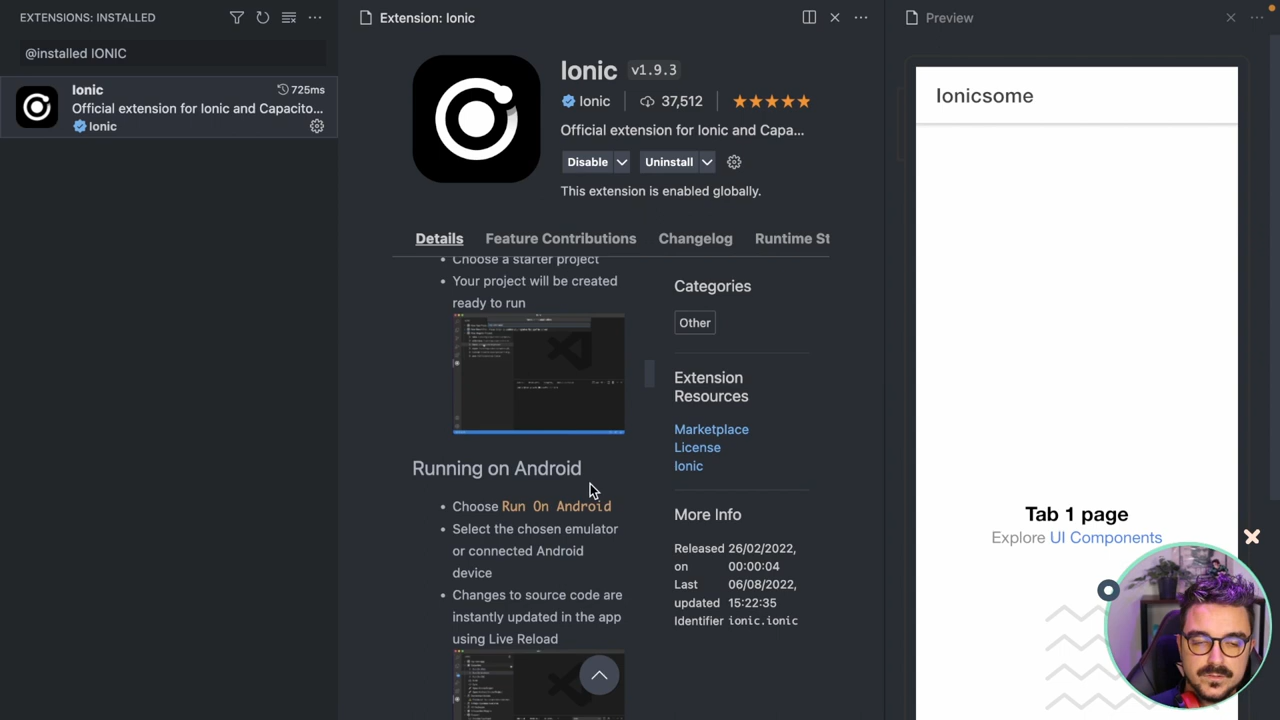 EXTENSIONS: INSTALLED
@installed IONIC
Ionic
725ms
Official extension for Ionic and Capacito...
Ionic
Extension: Ionic
Ionic
v1.9.3
Ionic
37,512
Official extension for Ionic and Capa...
Disable
Uninstall
This extension is enabled globally.
Details
Feature Contributions
Changelog
Runtime St
Choose a starter project
Your project will be created
ready to run
Running on Android
Choose Run On Android
Select the chosen emulator
or connected Android
device
Changes to source code are
instantly updated in the app
using Live Reload
Categories
Other
Extension
Resources
Marketplace
License
Ionic
More Info
Released 26/02/2022,
on 00:00:04
Last 06/08/2022,
updated 15:22:35
Identifier ionic.ionic
Preview
Ionicsome
Tab 1 page
Explore UI Components